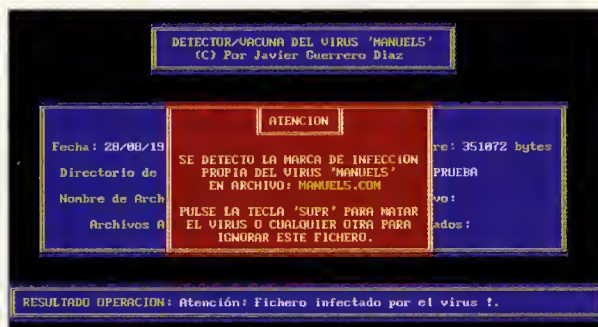 DETECTOR/VACUNA DEL VIRUS 'MANUEL5'
(C) Por Javier Guerrero Diaz
ATENCION
Fecha: 28/08/19
re: 351072 bytes
SE DETECTO LA MARCA DE INFECCION
Directorio de
PROPIA DEL VIRUS 'MANUEL5'
PRUEBA
EN ARCHIVO: MANUEL5.COM
Nombre de Arch
vo:
PULSE LA TECLA 'SUPR' PARA MATAR
Archivos A
EL VIRUS O CUALQUIER OTRA PARA
ados:
IGNORAR ESTE FICHERO.
RESULTADO OPERACION: Atención: Fichero infectado por el virus !.